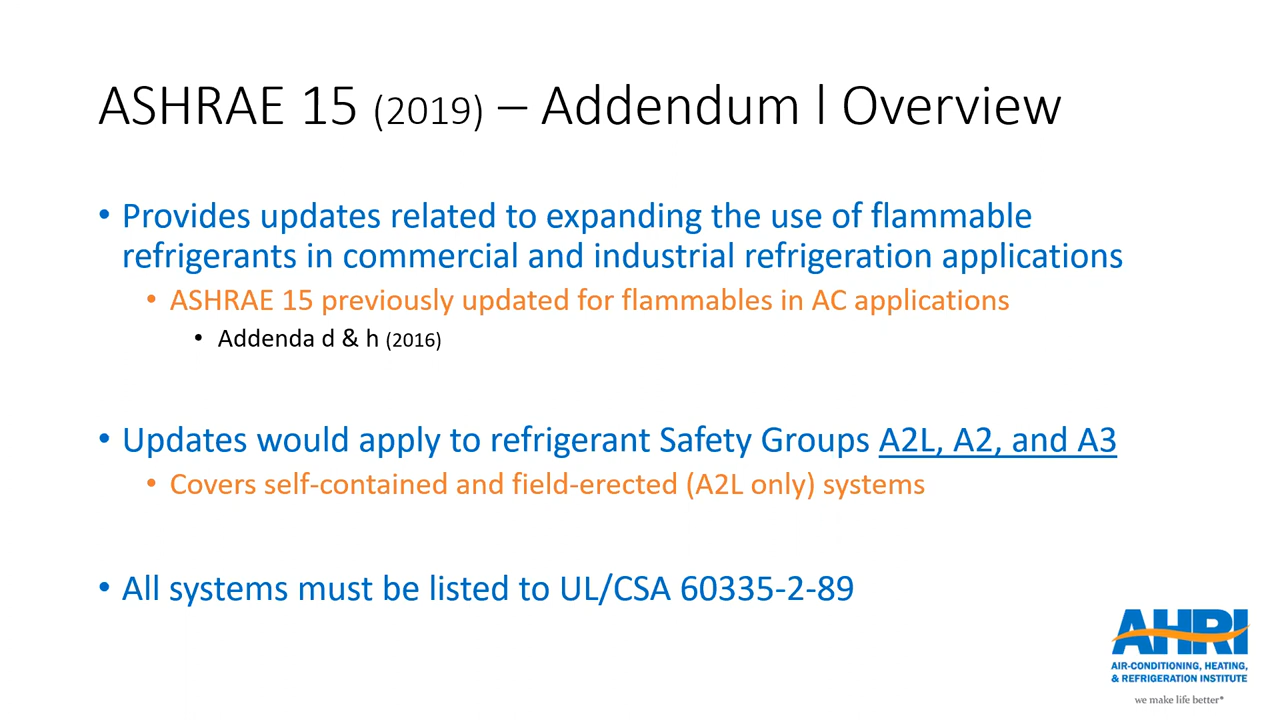 ASHRAE 15 (2019) – Addendum l Overview
• Provides updates related to expanding the use of flammable
refrigerants in commercial and industrial refrigeration applications
• ASHRAE 15 previously updated for flammables in AC applications
• Addenda d & h (2016)
• Updates would apply to refrigerant Safety Groups A2L, A2, and A3
• Covers self-contained and field-erected (A2L only) systems
• All systems must be listed to UL/CSA 60335-2-89
AHRI
AIR-CONDITIONING, HEATING,
& REFRIGERATION INSTITUTE
we make life better®